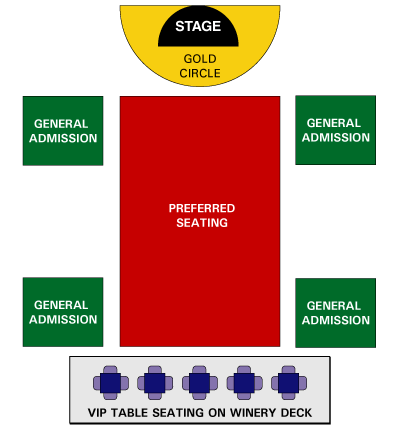 STAGE
GOLD
CIRCLE
GENERAL
ADMISSION
GENERAL
ADMISSION
PREFERRED
SEATING
GENERAL
ADMISSION
GENERAL
ADMISSION
VIP TABLE SEATING ON WINERY DECK